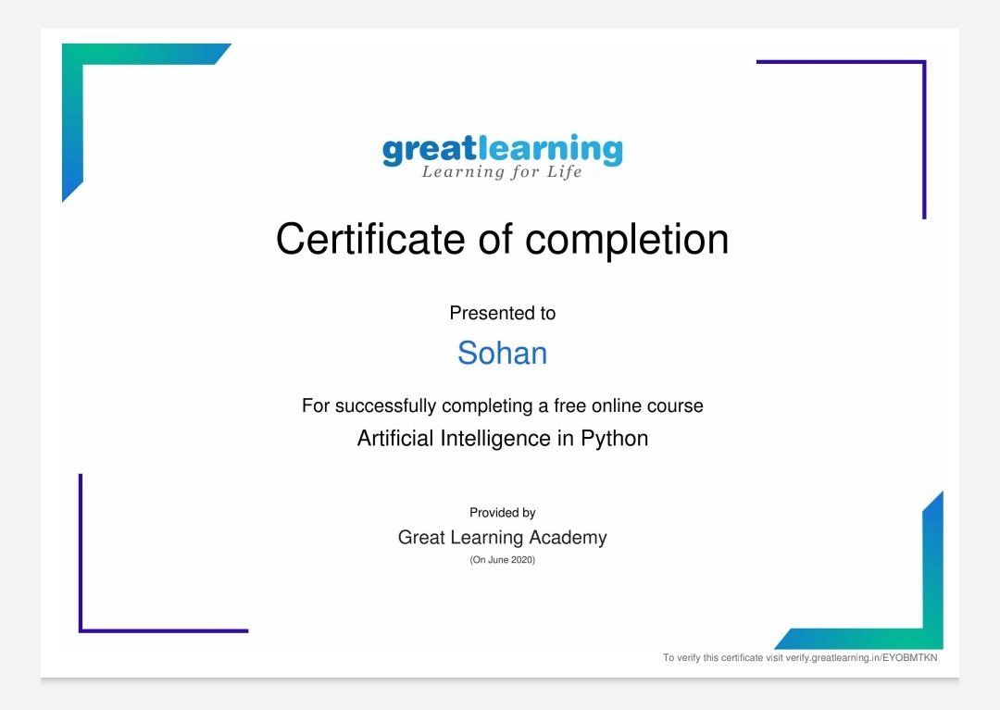 greatlearning
Learning for Life
Certificate of completion
Presented to
Sohan
For successfully completing a free online course
Artificial Intelligence in Python
Provided by
Great Learning Academy
(On June 2020)
To verify this certificate visit verify.greatlearning.in/EYOBMTKN